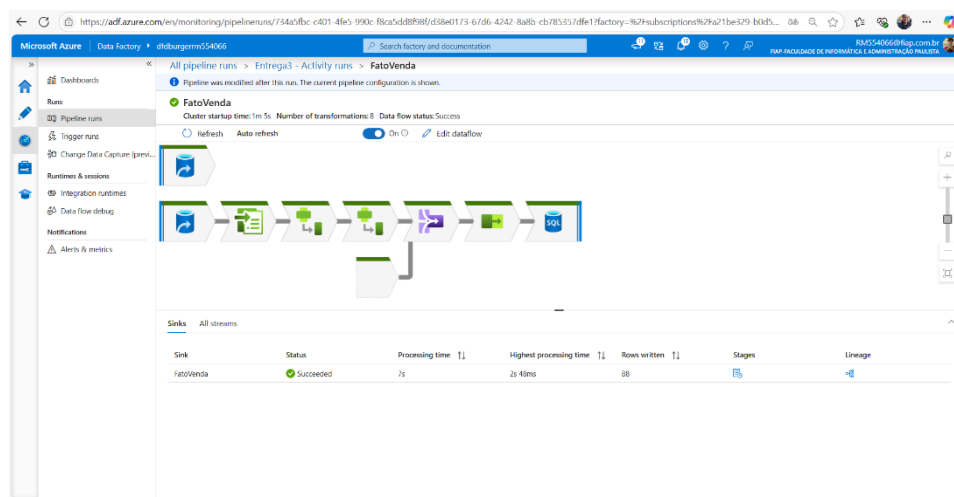 https://adf.azure.com/en/monitoring/pipelineruns/734a5fbc-c401-4fe5-990c-f8ca5dd8f98f/d38e0173-67d6-4242-8a8b-cb785357dfe1?factory=%2Fsubscriptions%2Fa21be329-b0d5...
Microsoft Azure Data Factory dfdburgerrm554066 Search factory and documentation RM554066@fiap.com.br
FIAP-FACULDADE DE INFORMÁTICA E ADMINISTRAÇÃO PAULISTA
All pipeline runs > Entrega3 - Activity runs > FatoVenda
Dashboards
Pipeline was modified after this run. The current pipeline configuration is shown.
Runs
FatoVenda
Cluster startup time: 1m 5s Number of transformations: 8 Data flow status: Success
Pipeline runs
Trigger runs
Refresh Auto refresh On Edit dataflow
Change Data Capture (previ...
Runtimes & sessions
Integration runtimes
Data flow debug
Notifications
SQL
Alerts & metrics
Sinks All streams
Sink Status Processing time Highest processing time Rows written Stages Lineage
FatoVenda Succeeded 7s 2s 48ms 88